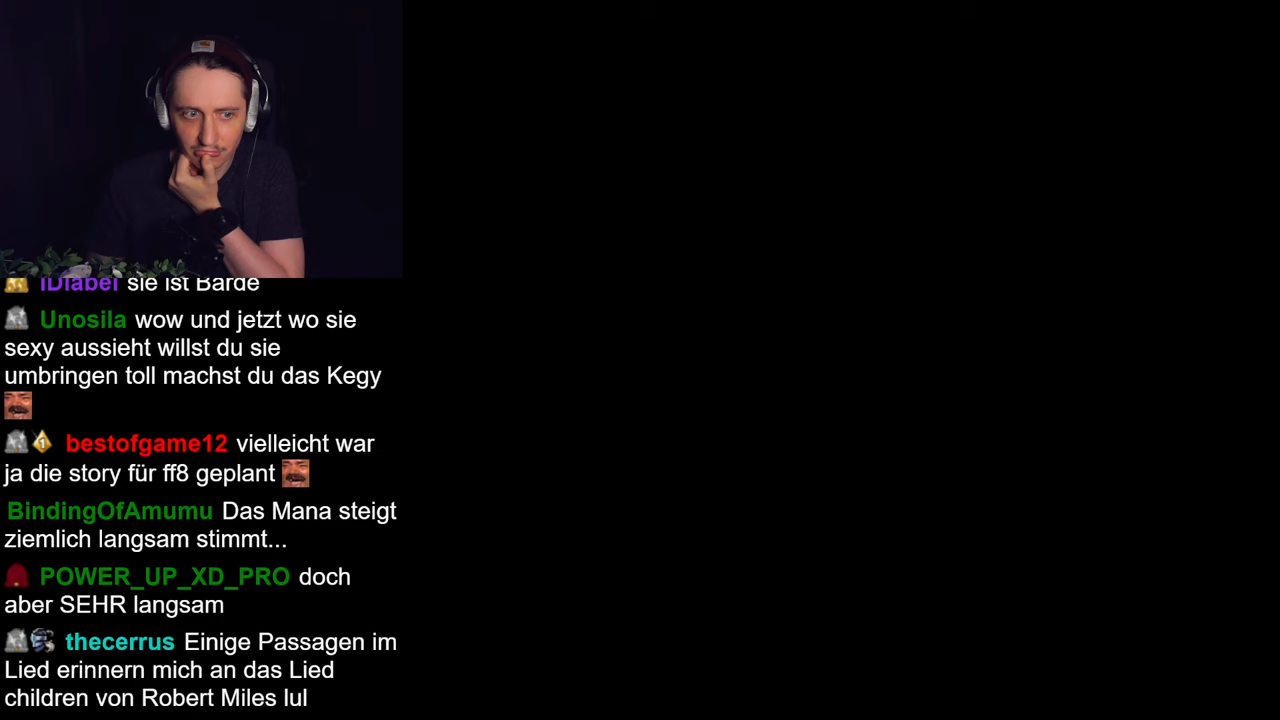 iDiabel sie ist Barde
Unosila wow und jetzt wo sie
sexy aussieht willst du sie
umbringen toll machst du das Kegy
bestofgame12 vielleicht war
ja die story für ff8 geplant
BindingOfAmumu Das Mana steigt
ziemlich langsam stimmt...
POWER_UP_XD_PRO doch
aber SEHR langsam
thecerrus Einige Passagen im
Lied erinnern mich an das Lied
children von Robert Miles lul